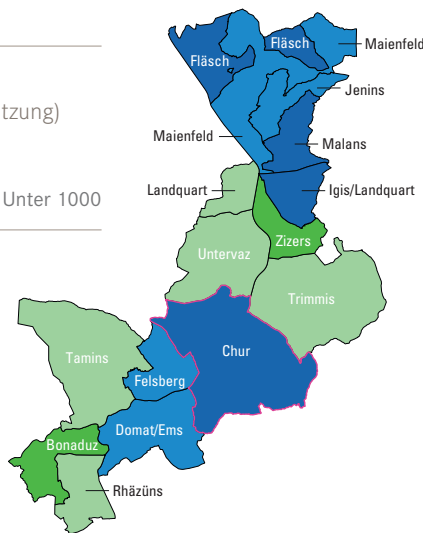 Fläsch
Fläsch
Maienfeld
Jenins
tzung)
Maienfeld
Malans
Landquart
Igis/Landquart
Unter 1000
Zizers
Untervaz
Trimmis
Chur
Tamins
Felsberg
Domat/Ems
Bonaduz
Rhäzüns